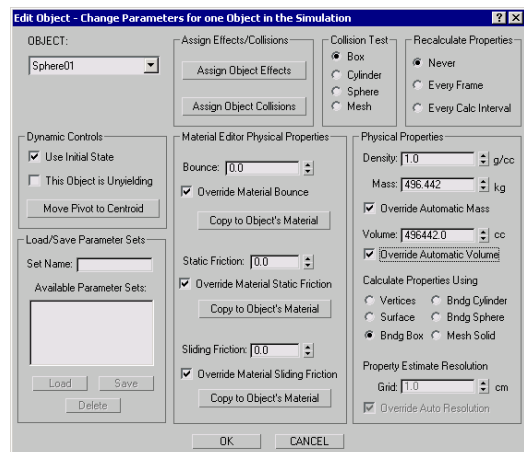 Edit Object - Change Parameters for one Object in the Simulation
OBJECT:
Sphere01
Assign Effects/Collisions
Assign Object Effects
Assign Object Collisions
Collision Test
Box
Cylinder
Sphere
Mesh
Recalculate Properties
Never
Every Frame
Every Calc Interval
Dynamic Controls
Use Initial State
This Object is Unyielding
Move Pivot to Centroid
Load/Save Parameter Sets
Set Name:
Available Parameter Sets:
Load Save
Delete
Material Editor Physical Properties
Bounce: 0.0
Override Material Bounce
Copy to Object's Material
Static Friction: 0.0
Override Material Static Friction
Copy to Object's Material
Sliding Friction: 0.0
Override Material Sliding Friction
Copy to Object's Material
Physical Properties
Density: 1.0 g/cc
Mass: 496.442 kg
Override Automatic Mass
Volume: 496442.0 cc
Override Automatic Volume
Calculate Properties Using
Vertices Bndg Cylinder
Surface Bndg Sphere
Bndg Box Mesh Solid
Property Estimate Resolution
Grid: 1.0 cm
Override Auto Resolution
OK CANCEL